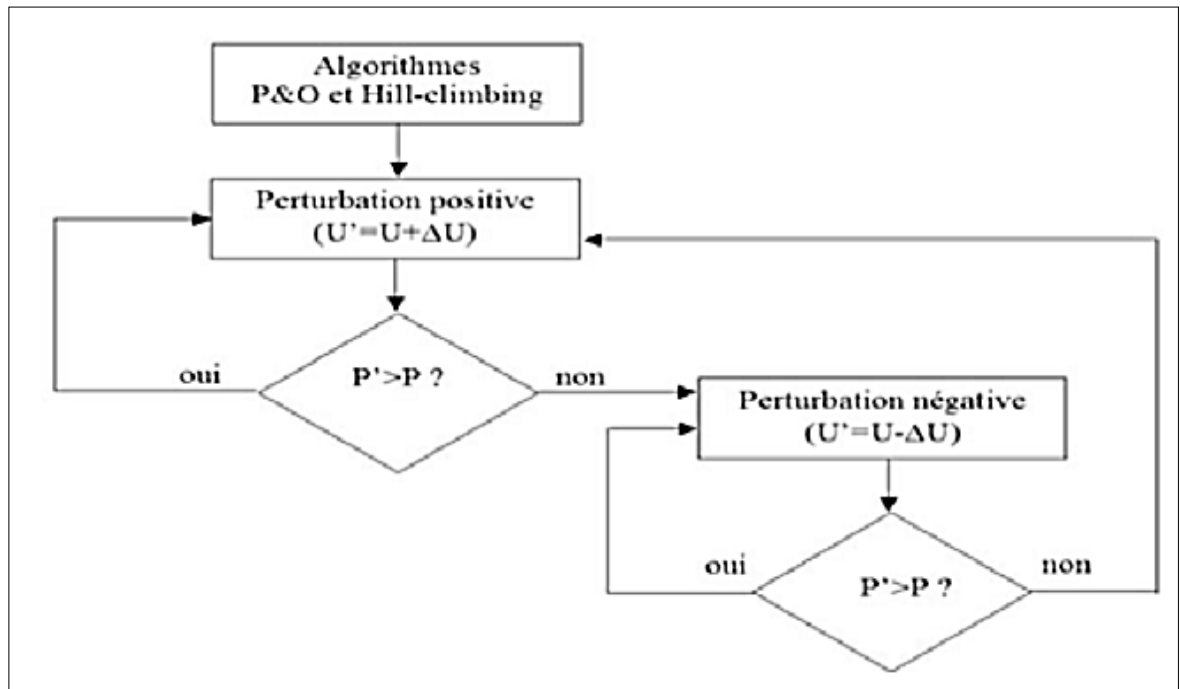 Algorithmes
P&O et Hill-climbing
Perturbation positive
(U'=U+ΔU)
P'>P ?
oui
non
Perturbation négative
(U'=U-ΔU)
P'>P ?
oui
non